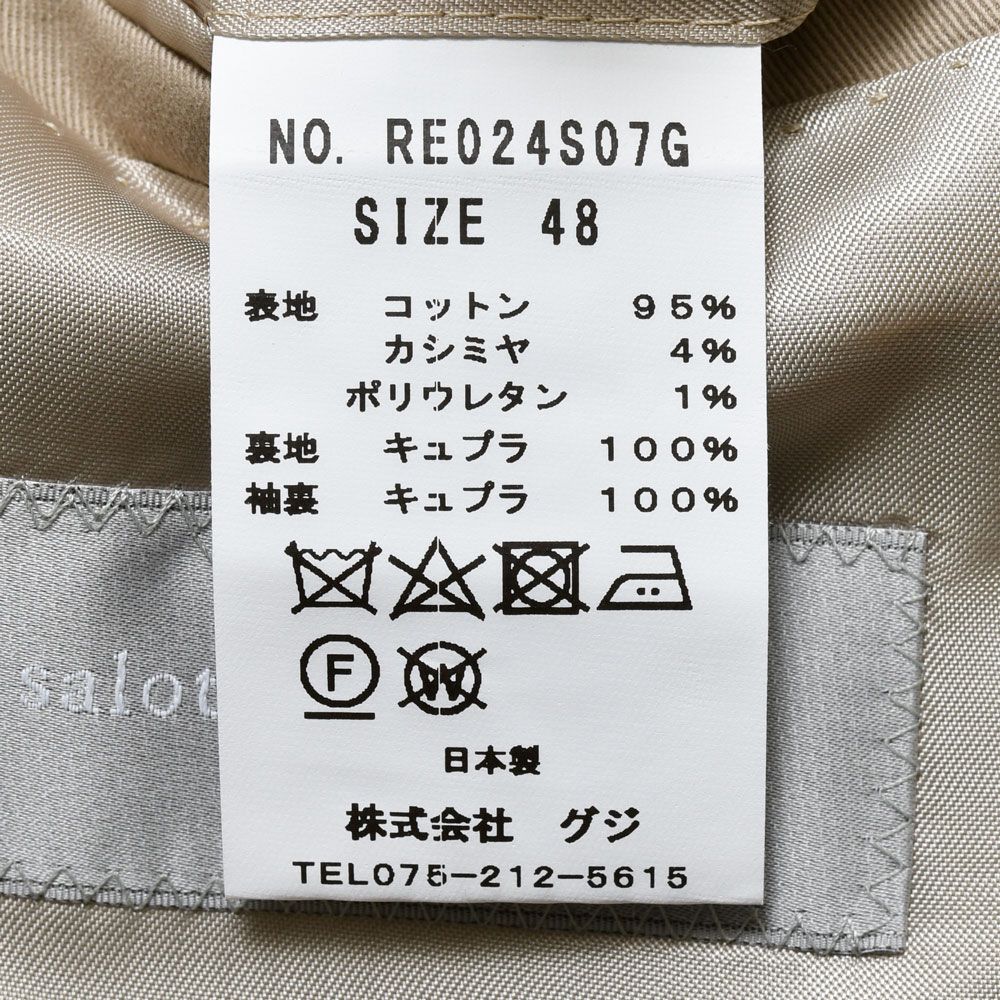 NO. RE024S07G
SIZE 48
表地 コットン 95%
カシミヤ 4%
ポリウレタン 1%
裏地 キュプラ 100%
袖裏 キュプラ 100%
F
W
salot
日本製
株式会社 グジ
TEL075-212-5615